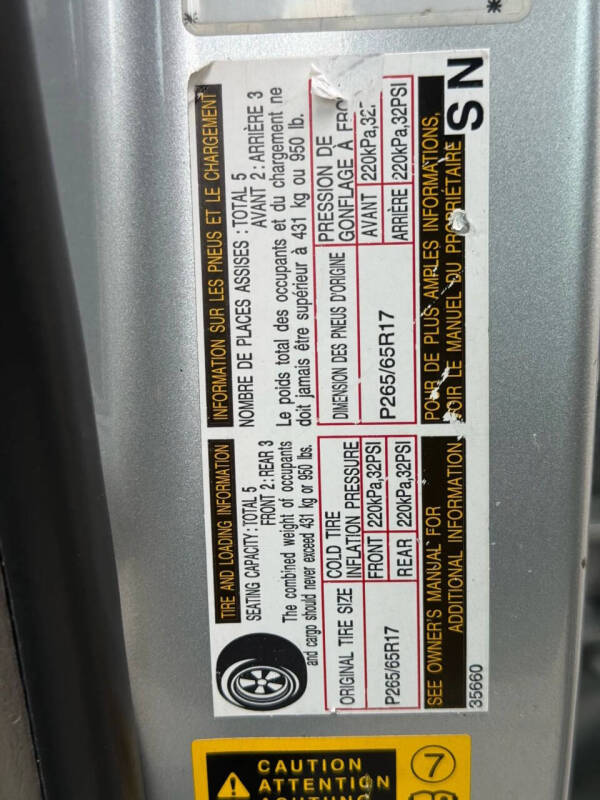 TIRE AND LOADING INFORMATION
SEATING CAPACITY: TOTAL 5
FRONT 2: REAR 3
The combined weight of occupants
and cargo should never exceed 431 kg or 950 lbs.
ORIGINAL TIRE SIZE
COLD TIRE
INFLATION PRESSURE
P265/65R17
FRONT 220kPa,32PSI
REAR 220kPa,32PSI
SEE OWNER'S MANUAL FOR
ADDITIONAL INFORMATION
35660
INFORMATION SUR LES PNEUS ET LE CHARGEMENT
NOMBRE DE PLACES ASSISES : TOTAL 5
AVANT 2: ARRIÈRE 3
Le poids total des occupants et du chargement ne
doit jamais être supérieur à 431 kg ou 950 lb.
DIMENSION DES PNEUS D'ORIGINE
PRESSION DE
GONFLAGE À
P265/65R17
AVANT 220kPa,32
ARRIÈRE 220kPa,32PSI
POUR DE PLUS AMPLES INFORMATIONS,
VOIR LE MANUEL DU PROPRIÉTAIRE
SN
CAUTION
ATTENTION
7